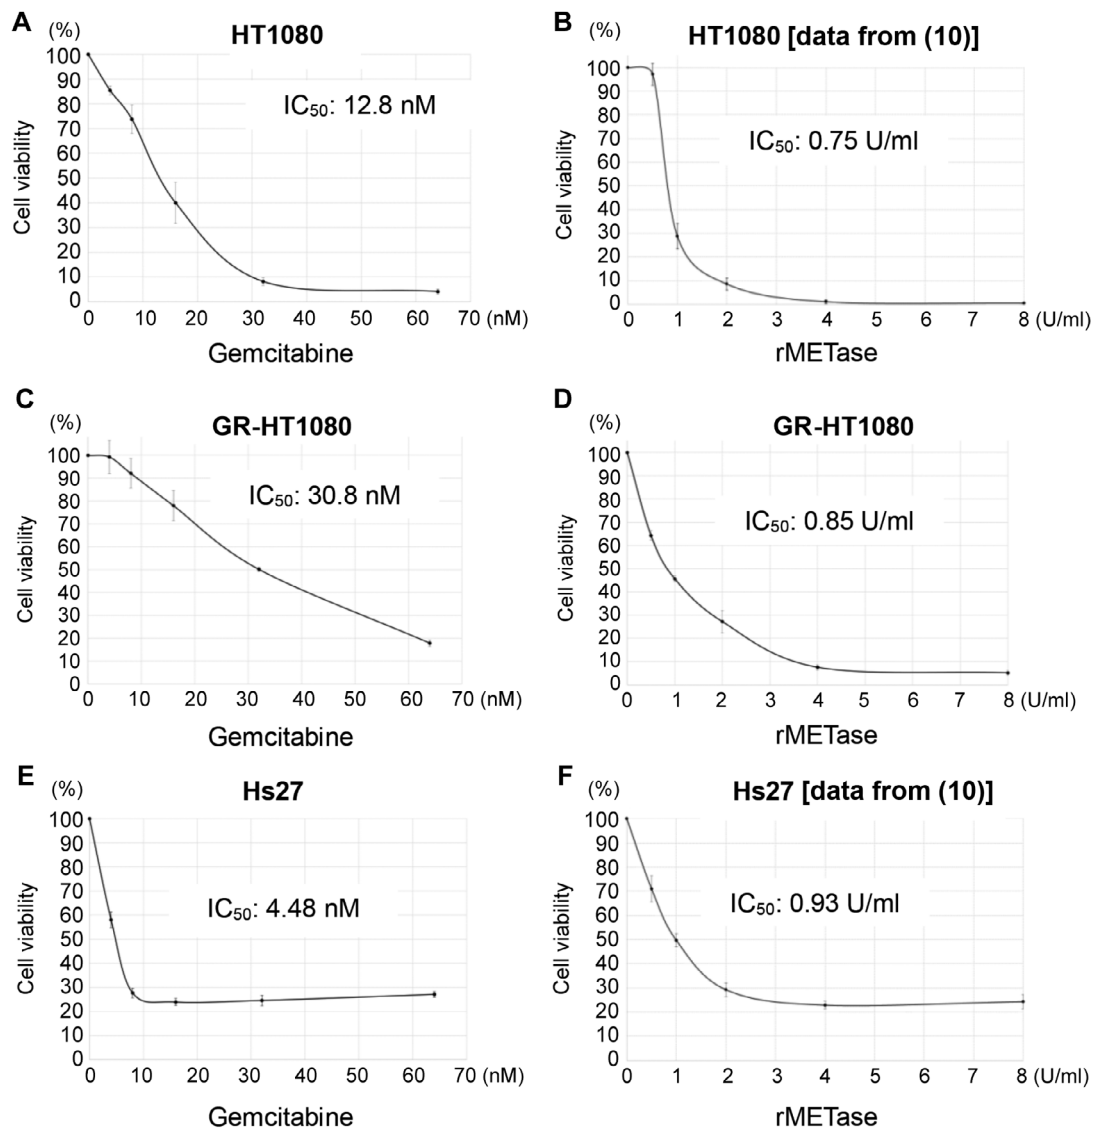 A
(%)
HT1080
100
90
80
70
60
50
40
30
20
10
0
Cell viability
IC₅₀: 12.8 nM
0 10 20 30 40 50 60 70 (nM)
Gemcitabine
B
(%)
HT1080 [data from (10)]
100
90
80
70
60
50
40
30
20
10
0
Cell viability
IC₅₀: 0.75 U/ml
0 1 2 3 4 5 6 7 8 (U/ml)
rMETase
C
(%)
GR-HT1080
100
90
80
70
60
50
40
30
20
10
0
Cell viability
IC₅₀: 30.8 nM
0 10 20 30 40 50 60 70 (nM)
Gemcitabine
D
(%)
GR-HT1080
100
90
80
70
60
50
40
30
20
10
0
Cell viability
IC₅₀: 0.85 U/ml
0 1 2 3 4 5 6 7 8 (U/ml)
rMETase
E
(%)
Hs27
100
90
80
70
60
50
40
30
20
10
0
Cell viability
IC₅₀: 4.48 nM
0 10 20 30 40 50 60 70 (nM)
Gemcitabine
F
(%)
Hs27 [data from (10)]
100
90
80
70
60
50
40
30
20
10
0
Cell viability
IC₅₀: 0.93 U/ml
0 1 2 3 4 5 6 7 8 (U/ml)
rMETase